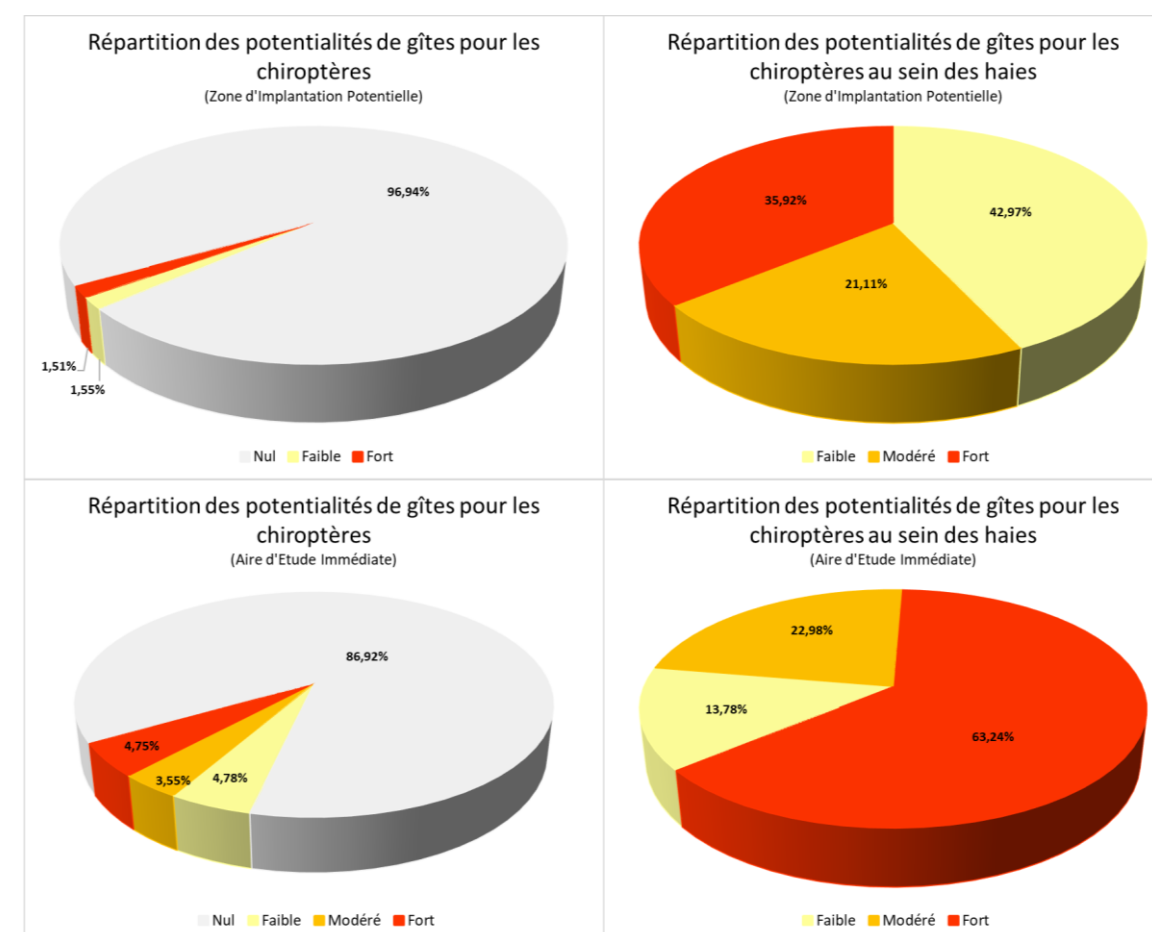 Répartition des potentialités de gîtes pour les
chiroptères
(Zone d'Implantation Potentielle)
96,94%
1,51%
1,55%
Nul Faible Fort
Répartition des potentialités de gîtes pour les
chiroptères au sein des haies
(Zone d'Implantation Potentielle)
35,92%
42,97%
21,11%
Faible Modéré Fort
Répartition des potentialités de gîtes pour les
chiroptères
(Aire d'Etude Immédiate)
86,92%
4,75%
3,55%
4,78%
Nul Faible Modéré Fort
Répartition des potentialités de gîtes pour les
chiroptères au sein des haies
(Aire d'Etude Immédiate)
22,98%
13,78%
63,24%
Faible Modéré Fort